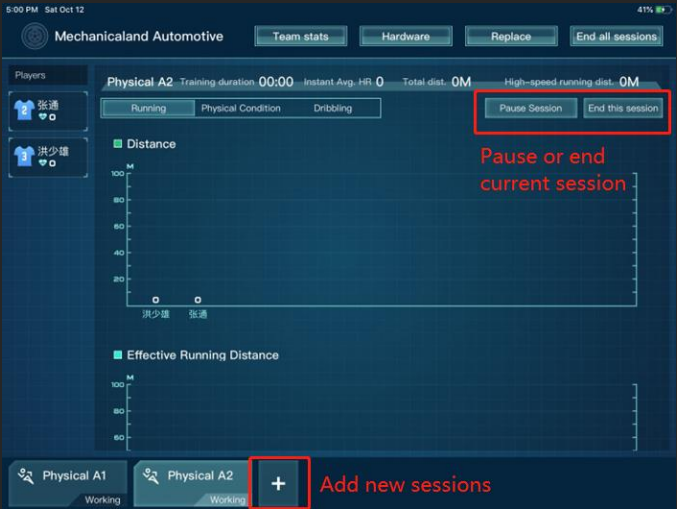 5:00 PM Sat Oct 12
41%
Mechanicaland Automotive
Team stats
Hardware
Replace
End all sessions
Players
2
张通
0
3
洪少雄
0
Physical A2 Training duration 00:00 Instant Avg. HR 0 Total dist. 0M High-speed running dist. 0M
Running
Physical Condition
Dribbling
Pause Session
End this session
Pause or end
current session
Distance
M
100
80
60
40
20
0
0
洪少雄
张通
Effective Running Distance
M
100
80
60
Physical A1
Working
Physical A2
Working
+
Add new sessions